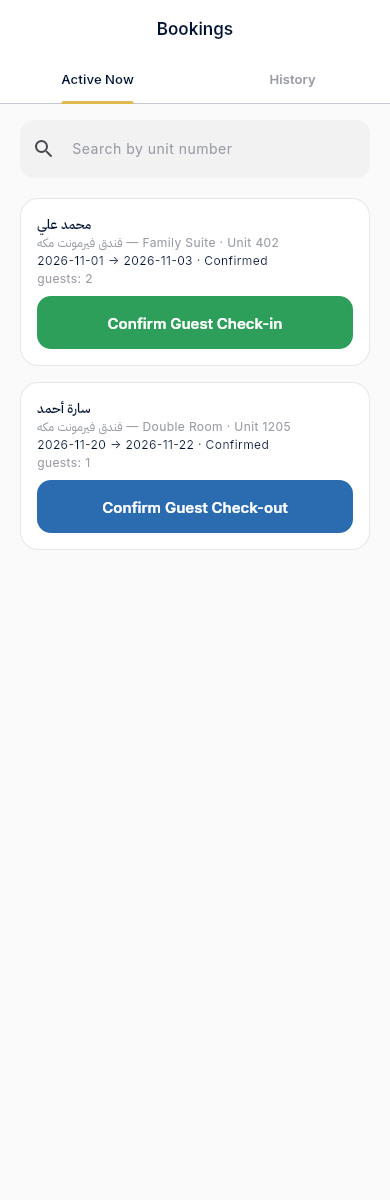 Bookings
Active Now
History
Search by unit number
محمد علي
فندق فيرمونت مكه — Family Suite · Unit 402
2026-11-01 → 2026-11-03 · Confirmed
guests: 2
Confirm Guest Check-in
سارة أحمد
فندق فيرمونت مكه — Double Room · Unit 1205
2026-11-20 → 2026-11-22 · Confirmed
guests: 1
Confirm Guest Check-out